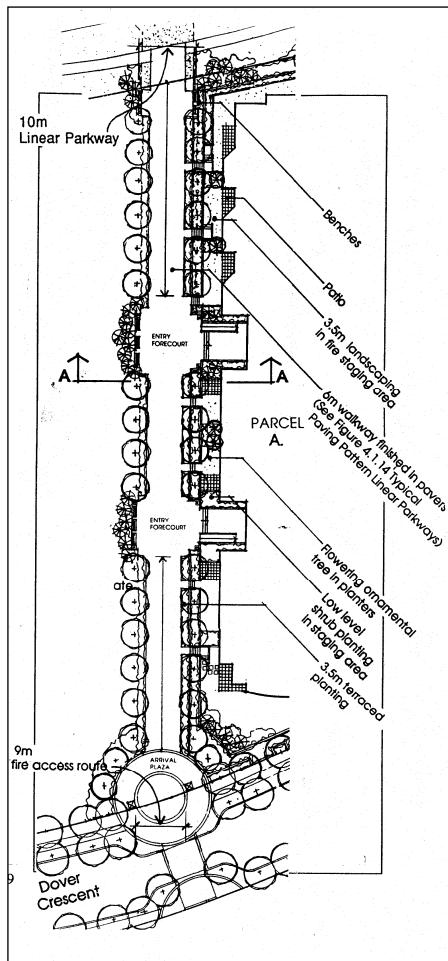 10m
Linear Parkway
Benches
Patio
3.5m landscaping
in fire staging area
ENTRY
FORECOURT
A
A
6m walkway finished in pavers
(See Figure 4.1.14 Typical
Paving Pattern Linear Parkways)
PARCEL
A.
ENTRY
FORECOURT
Flowering ornamental
tree in planters
Low level
shrub planting
in staging area
3.5m terraced
planting
ate
9m
fire access route
ARRIVAL
PLAZA
9
Dover
Crescent